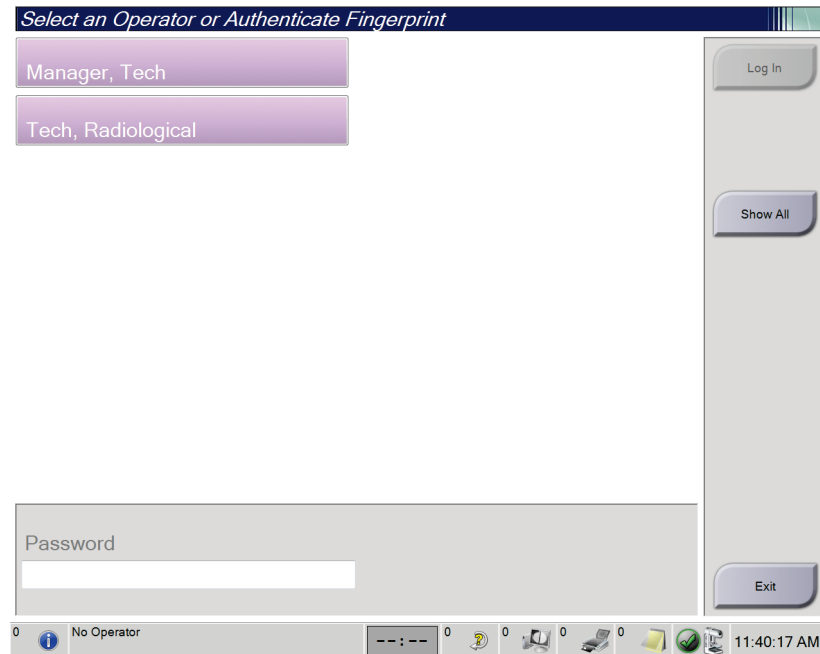 Select an Operator or Authenticate Fingerprint
Manager, Tech
Log In
Tech, Radiological
Show All
Password
Exit
0 No Operator --:-- 0 0 0 0 11:40:17 AM